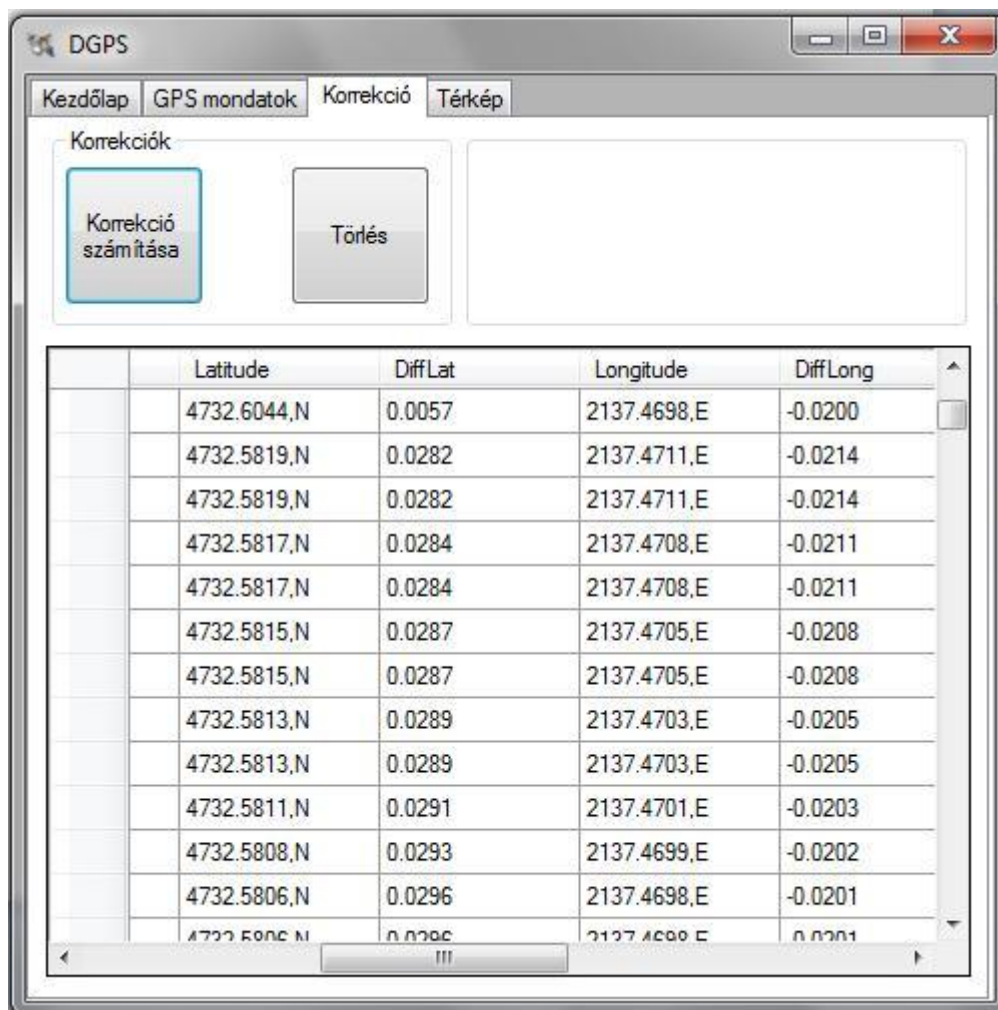 DGPS
Kezdőlap GPS mondatok Korrekció Térkép
Korrekciók
Korrekció
számítása
Törlés
Latitude DiffLat Longitude DiffLong
4732.6044,N 0.0057 2137.4698,E -0.0200
4732.5819,N 0.0282 2137.4711,E -0.0214
4732.5819,N 0.0282 2137.4711,E -0.0214
4732.5817,N 0.0284 2137.4708,E -0.0211
4732.5817,N 0.0284 2137.4708,E -0.0211
4732.5815,N 0.0287 2137.4705,E -0.0208
4732.5815,N 0.0287 2137.4705,E -0.0208
4732.5813,N 0.0289 2137.4703,E -0.0205
4732.5813,N 0.0289 2137.4703,E -0.0205
4732.5811,N 0.0291 2137.4701,E -0.0203
4732.5808,N 0.0293 2137.4699,E -0.0202
4732.5806,N 0.0296 2137.4698,E -0.0201